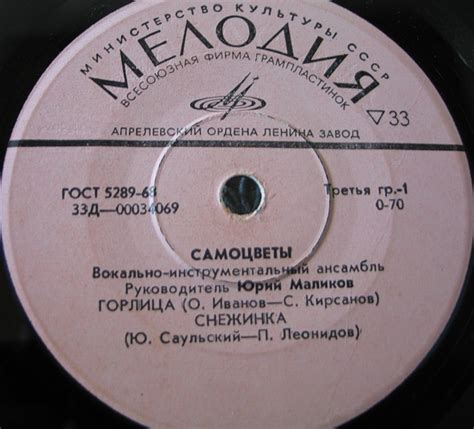 МИНИСТЕРСТВО КУЛЬТУРЫ СССР
МЕЛОДИЯ
ВСЕСОЮЗНАЯ ФИРМА ГРАМПЛАСТИНОК
▽33
АПРЕЛЕВСКИЙ ОРДЕНА ЛЕНИНА ЗАВОД
ГОСТ 5289-68 Третья гр.-1
33Д—00034069 0-70
САМОЦВЕТЫ
Вокально-инструментальный ансамбль
Руководитель Юрий Маликов
ГОРЛИЦА (О. Иванов—С. Кирсанов)
СНЕЖИНКА
(Ю. Саульский—П. Леонидов)